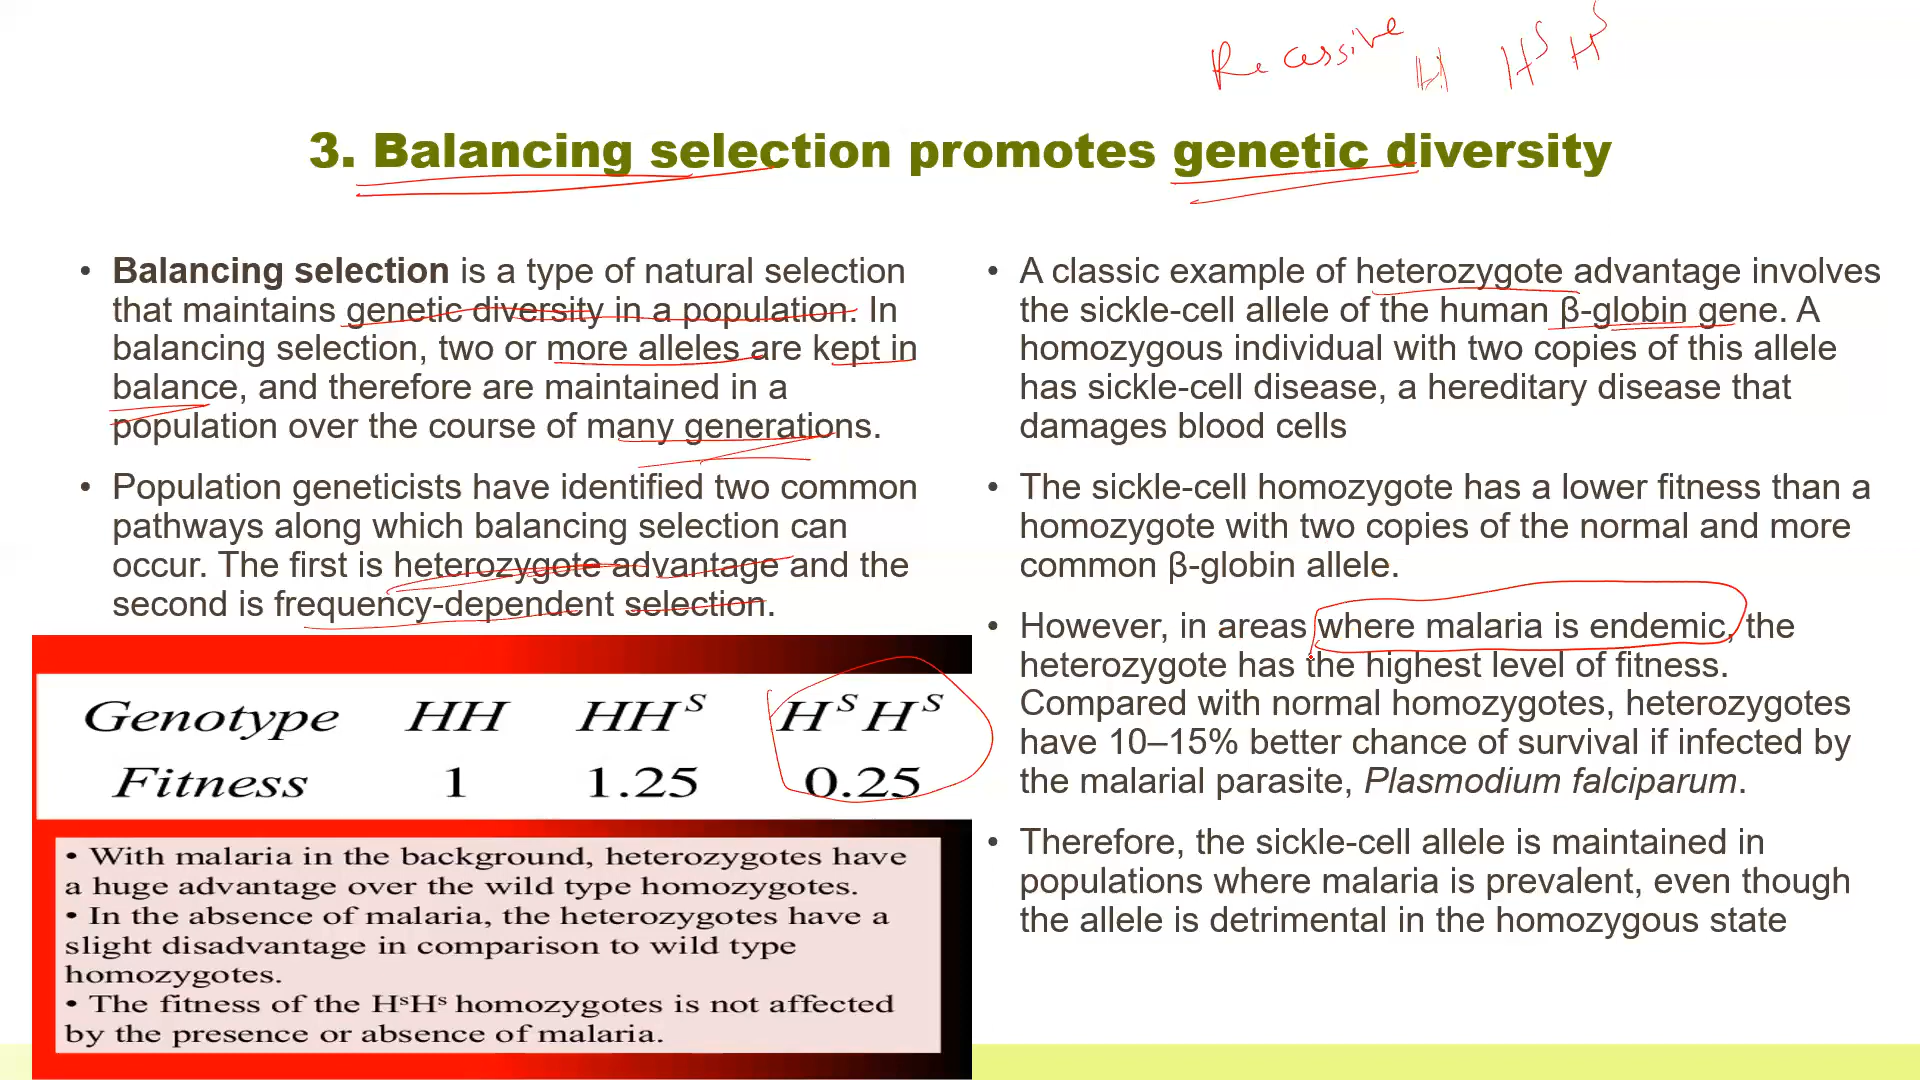 Recessive H HS HS
3. Balancing selection promotes genetic diversity
• Balancing selection is a type of natural selection
that maintains genetic diversity in a population. In
balancing selection, two or more alleles are kept in
balance, and therefore are maintained in a
population over the course of many generations.
• Population geneticists have identified two common
pathways along which balancing selection can
occur. The first is heterozygote advantage and the
second is frequency-dependent selection.
Genotype HH HHS HSHS
Fitness 1 1.25 0.25
• With malaria in the background, heterozygotes have
a huge advantage over the wild type homozygotes.
• In the absence of malaria, the heterozygotes have a
slight disadvantage in comparison to wild type
homozygotes.
• The fitness of the HsHs homozygotes is not affected
by the presence or absence of malaria.
• A classic example of heterozygote advantage involves
the sickle-cell allele of the human β-globin gene. A
homozygous individual with two copies of this allele
has sickle-cell disease, a hereditary disease that
damages blood cells
• The sickle-cell homozygote has a lower fitness than a
homozygote with two copies of the normal and more
common β-globin allele.
• However, in areas where malaria is endemic, the
heterozygote has the highest level of fitness.
Compared with normal homozygotes, heterozygotes
have 10–15% better chance of survival if infected by
the malarial parasite, Plasmodium falciparum.
• Therefore, the sickle-cell allele is maintained in
populations where malaria is prevalent, even though
the allele is detrimental in the homozygous state